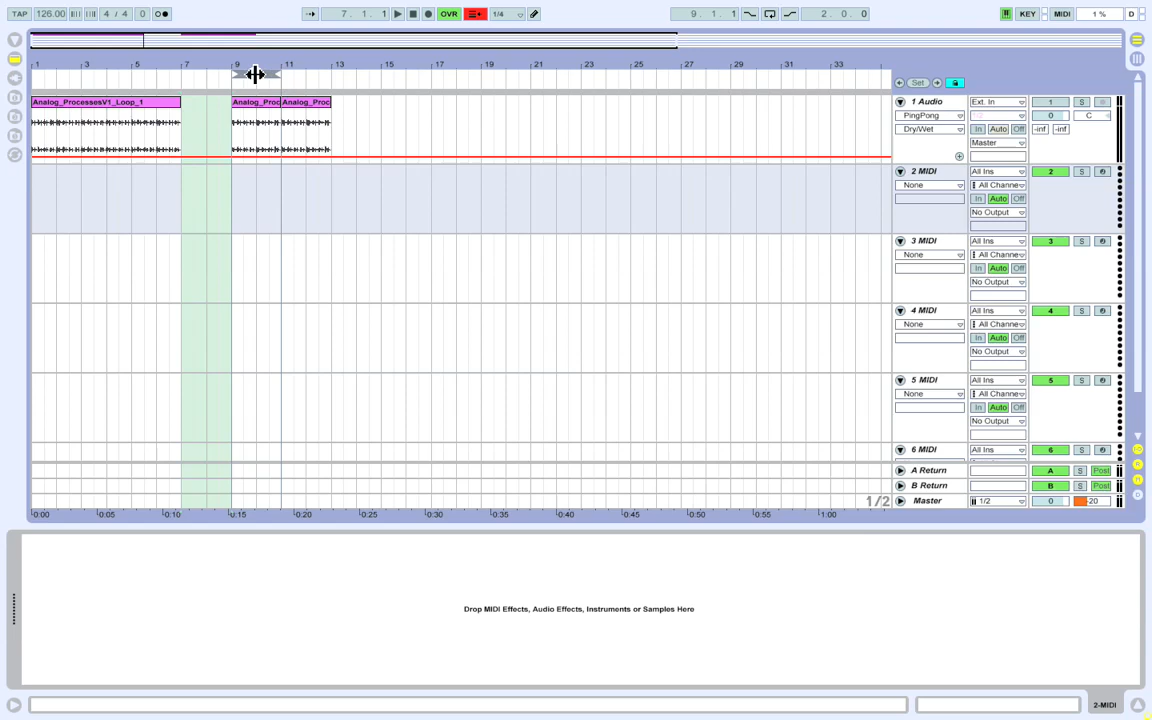 TAP 126.00 4 / 4 0 7. 1. 1 OVR 1/4 9. 1. 1 2. 0. 0 KEY MIDI 1 % D
1 3 5 7 9 11 13 15 17 19 21 23 25 27 29 31 33
Set
Analog_ProcessesV1_Loop_1 Analog_Proc Analog_Proc 1 Audio Ext. In 1 S
PingPong 1/2 0 C
Dry/Wet In Auto Off -inf -inf
Master
2 MIDI All Ins 2 S
None All Channe
In Auto Off
No Output
3 MIDI All Ins 3 S
None All Channe
In Auto Off
No Output
4 MIDI All Ins 4 S
None All Channe
In Auto Off
No Output
5 MIDI All Ins 5 S
None All Channe
In Auto Off
No Output
6 MIDI All Ins 6 S
A Return A S Post
B Return B S Post
1/2 Master 1/2 0 -20
0:00 0:05 0:10 0:15 0:20 0:25 0:30 0:35 0:40 0:45 0:50 0:55 1:00
Drop MIDI Effects, Audio Effects, Instruments or Samples Here
2-MIDI